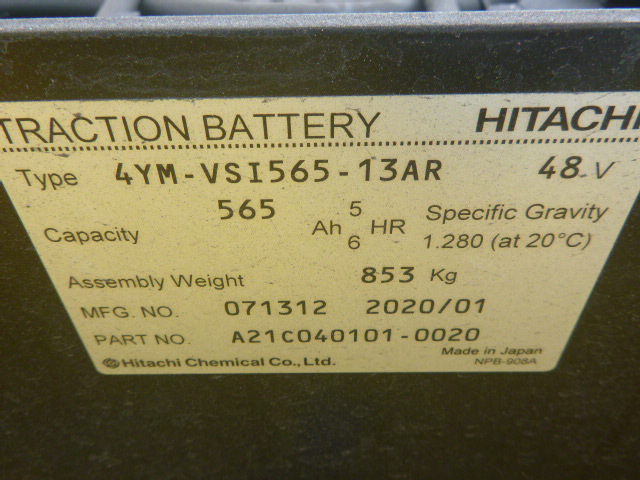 TRACTION BATTERY HITACHI
Type 4YM-VSI565-13AR 48 V
Capacity 565 Ah 5 HR Specific Gravity
6 1.280 (at 20°C)
Assembly Weight 853 Kg
MFG. NO. 071312 2020/01
PART NO. A21C040101-0020
Hitachi Chemical Co., Ltd. Made in Japan
NPB-908A